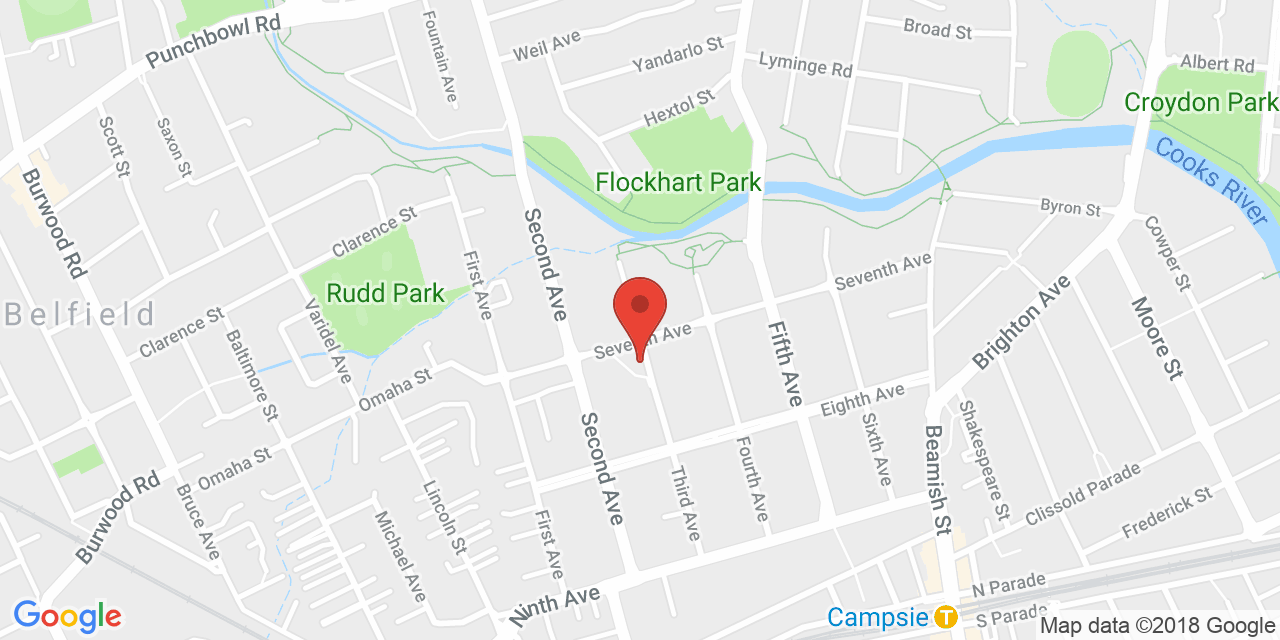 Punchbowl Rd
Fountain Ave
Weil Ave
Yandarlo St
Lyminge Rd
Broad St
Albert Rd
Hextol St
Croydon Park
Scott St
Saxon St
Burwood Rd
Flockhart Park
Cooks River
Byron St
Cowper St
Clarence St
Second Ave
First Ave
Seventh Ave
Rudd Park
Belfield
Clarence St
Varidel Ave
Baltimore St
Omaha St
Seventh Ave
Fifth Ave
Brighton Ave
Moore St
Eighth Ave
Sixth Ave
Beamish St
Shakespeare St
Clissold Parade
Frederick St
Second Ave
Fourth Ave
Third Ave
Omaha St
Burwood Rd
Bruce Ave
Lincoln St
Michael Ave
First Ave
Ninth Ave
N Parade
S Parade
Campsie
T
Google
Map data ©2018 Google